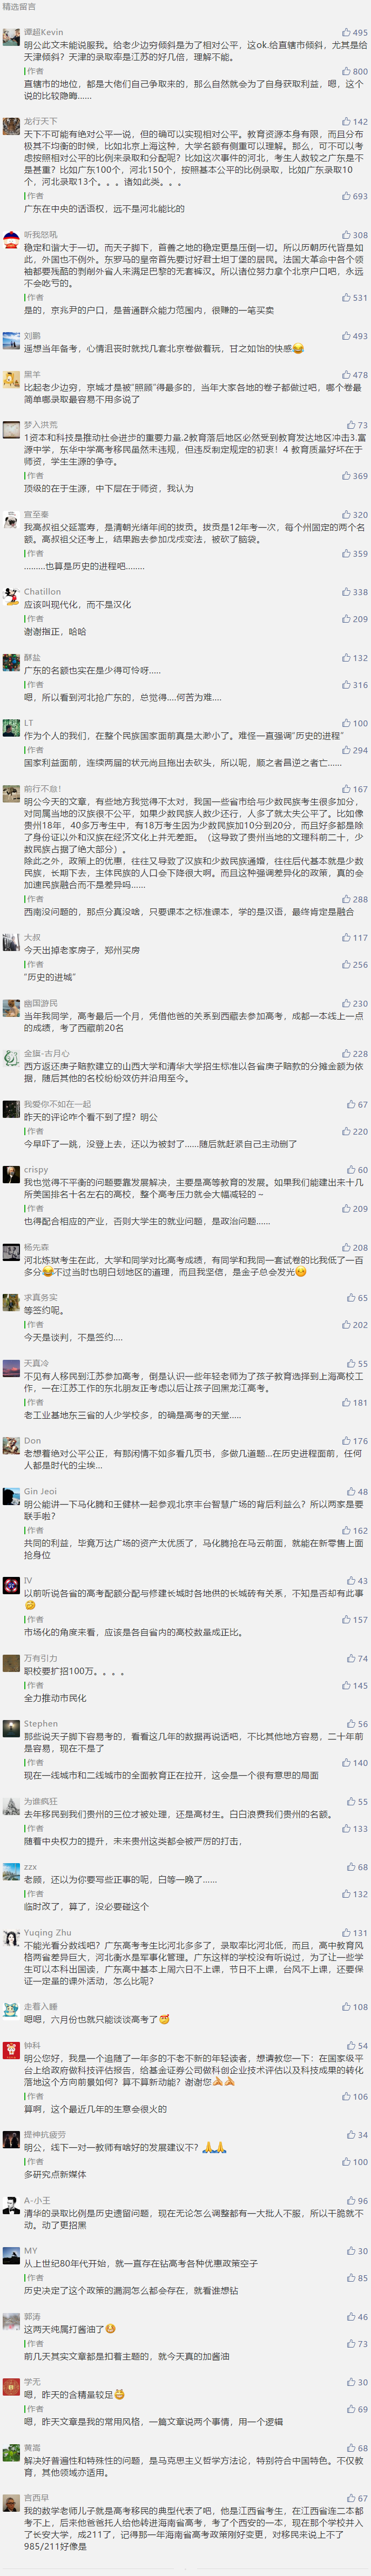 精选留言
谭超Kevin 495
明公此文未能说服我。给老少边穷倾斜是为了相对公平，这ok.给直辖市倾斜，尤其是给
天津倾斜？天津的录取率是江苏的好几倍，理解不能。
作者 800
直辖市的地位，都是大佬们自己争取来的，那么自然就会为了自身获取利益，嗯，这个
说的比较隐晦......
龙行天下 142
天下不可能有绝对公平一说，但的确可以实现相对公平。教育资源本身有限，而且分布
极其不均衡的时候，比如北京上海这种，大学名额有侧重可以理解。那么，可不可以考
虑按照相对公平的比例来录取和分配呢？比如这次事件的河北，考生人数较之广东是不
是甚重？比如广东100个，河北150个，按照基本公平的比例录取，比如广东录取10
个，河北录取13个。。。诸如此类。。。
作者 693
广东在中央的话语权，远不是河北能比的
听我怒吼 308
稳定和谐大于一切。而天子脚下，首善之地的稳定更是压倒一切。所以历朝历代皆是如
此，外国也不例外。东罗马的皇帝首先要讨好君士坦丁堡的居民。法国大革命中各个领
袖都要残酷的剥削外省人来满足巴黎的无套裤汉。所以诸位努力拿个北京户口吧，永远
不会吃亏的。
作者 531
是的，京兆尹的户口，是普通群众能力范围内，很赚的一笔买卖
刘鹏 493
遥想当年备考，心情沮丧时就找几套北京卷做着玩，甘之如饴的快感😂
黑羊 478
比起老少边穷，京城才是被“照顾”得最多的，当年大家各地的卷子都做过吧，哪个卷最
简单哪录取最容易不用多说了
梦入洪荒 73
1资本和科技是推动社会进步的重要力量.2教育落后地区必然受到教育发达地区冲击3.富
源中学，东华中学高考移民虽然未违规，但违反制定规定的初衷！4 教育质量好坏在于
师资，学生生源的争夺。
作者 369
顶级的在于生源，中下层在于师资，我认为
宣至秦 320
我高叔祖父延嵩寿，是清朝光绪年间的拔贡。拔贡是12年考一次，每个州固定的两个名
额。高叔祖父还考上，结果跑去参加戊戌变法，被砍了脑袋。
作者 359
.........也算是历史的进程吧........
Chatillon 338
应该叫现代化，而不是汉化
作者 209
谢谢指正，哈哈
酥盐 132
广东的名额也实在是少得可怜呀.....
作者 316
嗯，所以看到河北抢广东的，总觉得....何苦为难....
LT 100
作为个人的我们，在整个民族国家面前真是太渺小了。难怪一直强调“历史的进程”
作者 294
国家利益面前，连续两届的状元尚且拖出去砍头，所以呢，顺之者昌逆之者亡......
前行不怠！ 167
明公今天的文章，有些地方我觉得不太对，我国一些省市给与少数民族考生很多加分，
对同属当地的汉族很不公平，如果少数民族人数少还行，人多了就太失公平了。比如像
贵州18年，40多万考生中，有18万考生因为少数民族加10分到20分，而且好多都是除
了身份证以外和汉族在经济文化上并无差距。（这导致了贵州当地的文理科前二十，少
数民族占据了绝大部分）。
除此之外，政策上的优惠，往往又导致了汉族和少数民族通婚，往往后代基本就是少数
民族，长期下去，主体民族的人口会下降很大啊。而且这种强调差异化的政策，真的会
加速民族融合而不是差异吗......
作者 288
西南没问题的，那点分真没啥，只要课本之标准课本，学的是汉语，最终肯定是融合
大叔 117
今天出掉老家房子，郑州买房
作者 256
“历史的进城”
幽国游民 230
当年我同学，高考最后一个月，凭借他爸的关系到西藏去参加高考，成都一本线上一点
的成绩，考了西藏前20名
金旗-古月心 228
西方返还庚子赔款建立的山西大学和清华大学招生标准以各省庚子赔款的分摊金额为依
据，随后其他的名校纷纷效仿并沿用至今。
我爱你不如在一起 67
昨天的评论咋个看不到了捏？明公
作者 220
今早吓了一跳，没登上去，还以为被封了......随后就赶紧自己主动删了
crispy 60
我也觉得不平衡的问题要靠发展解决，主要是高等教育的发展。如果我们能建出来十几
所美国排名十名左右的高校，整个高考压力就会大幅减轻的～
作者 209
也得配合相应的产业，否则大学生的就业问题，是政治问题......
杨先森 208
河北炼狱考生在此，大学和同学对比高考成绩，有同学和我同一套试卷的比我低了一百
多分😂不过当时也明白划地区的道理，而且我坚信，是金子总会发光😊
求真务实 65
等签约呢。
作者 202
今天是谈判，不是签约....
天真冷 55
不见有人移民到江苏参加高考，倒是认识一些年轻老师为了孩子教育选择到上海高校工
作，一在江苏工作的东北朋友正考虑以后让孩子回黑龙江高考。
作者 181
老工业基地东三省的人少学校多，的确是高考的天堂.....
Don 176
老想着绝对公平公正，有那闲情不如多看几页书，多做几道题...在历史进程面前，任何
人都是时代的尘埃...
Gin Jeoi 48
明公能讲一下马化腾和王健林一起参观北京丰台智慧广场的背后利益么？所以两家是要
联手啦？
作者 162
共同的利益，毕竟万达广场的资产太优质了，马化腾抢在马云前面，就能在新零售上面
抢身位
IV 43
以前听说各省的高考配额分配与修建长城时各地供的长城砖有关系，不知是否却有此事
🤔
作者 157
市场化的角度来看，应该是各自省内的高校数量成正比。
万有引力 74
职校要扩招100万。。。。
作者 145
全力推动市民化
Stephen 56
那些说天子脚下容易考的，看看这几年的数据再说话吧，不比其他地方容易，二十年前
是容易，现在不是了
作者 140
现在一线城市和二线城市的全面教育正在拉开，这会是一个很有意思的局面
为谁疯狂 55
去年移民到我们贵州的三位才被处理，还是高材生。白白浪费我们贵州的名额。
作者 133
随着中央权力的提升，未来贵州这类都会被严厉的打击，
zzx 68
老顾，还以为你要写些正事的呢，白等一晚了......
作者 132
临时改了，算了，没必要碰这个
Yuqing Zhu 131
不能光看分数线吧？广东高考考生比河北多多了，录取率比河北低，而且，高中教育风
格两省差异巨大，河北衡水是军事化管理。广东这样的学校没有听说过，为了让一些学
生可以本科出国读，广东高中基本上周六日不上课，节日不上课，台风不上课，还要保
证一定量的课外活动，怎么比呢？
走着入睡 108
嗯嗯，六月份也就只能谈谈高考了🥳
钟科 54
明公您好，我是一个追随了一年多的不老不新的年轻读者，想请教您一下：在国家级平
台上给政府做科技评估报告，给基金证券公司做科创企业技术评估以及科技成果的转化
落地这个方向前景如何？算不算新动能？谢谢您🙏🙏
作者 106
算啊，这个最近几年的生意会很火的
提神抗疲劳 34
明公，线下一对一教师有啥好的发展建议不？🙏🙏
作者 100
多研究点新媒体
A-小王 96
清华的录取比例是历史遗留问题，现在无论怎么调整都有一大批人不服，所以干脆就不
动。动了更招黑
MY 30
从上世纪80年代开始，就一直存在钻高考各种优惠政策空子
作者 85
历史决定了这个政策的漏洞怎么都会存在，就看谁想钻
郭涛 46
这两天纯属打酱油了😊
作者 73
前几天其实文章都是扣着主题的，就今天真的加酱油
学无 30
嗯，昨天的含精量较足😄
作者 69
嗯，昨天文章是我的常用风格，一篇文章说两个事情，用一个逻辑
黄嵩 68
解决好普遍性和特殊性的问题，是马克思主义哲学方法论，特别符合中国特色。不仅教
育，其他领域亦适用。
言西早 67
我的数学老师儿子就是高考移民的典型代表了吧，他是江西省考生，在江西省连二本都
考不上，后来他爸爸托人给他转进海南省高考，考了个西安的一本，现在那个学校并入
了长安大学，成211了，记得那一年海南省高考政策刚好变更，对移民来说上不了
985/211好像是